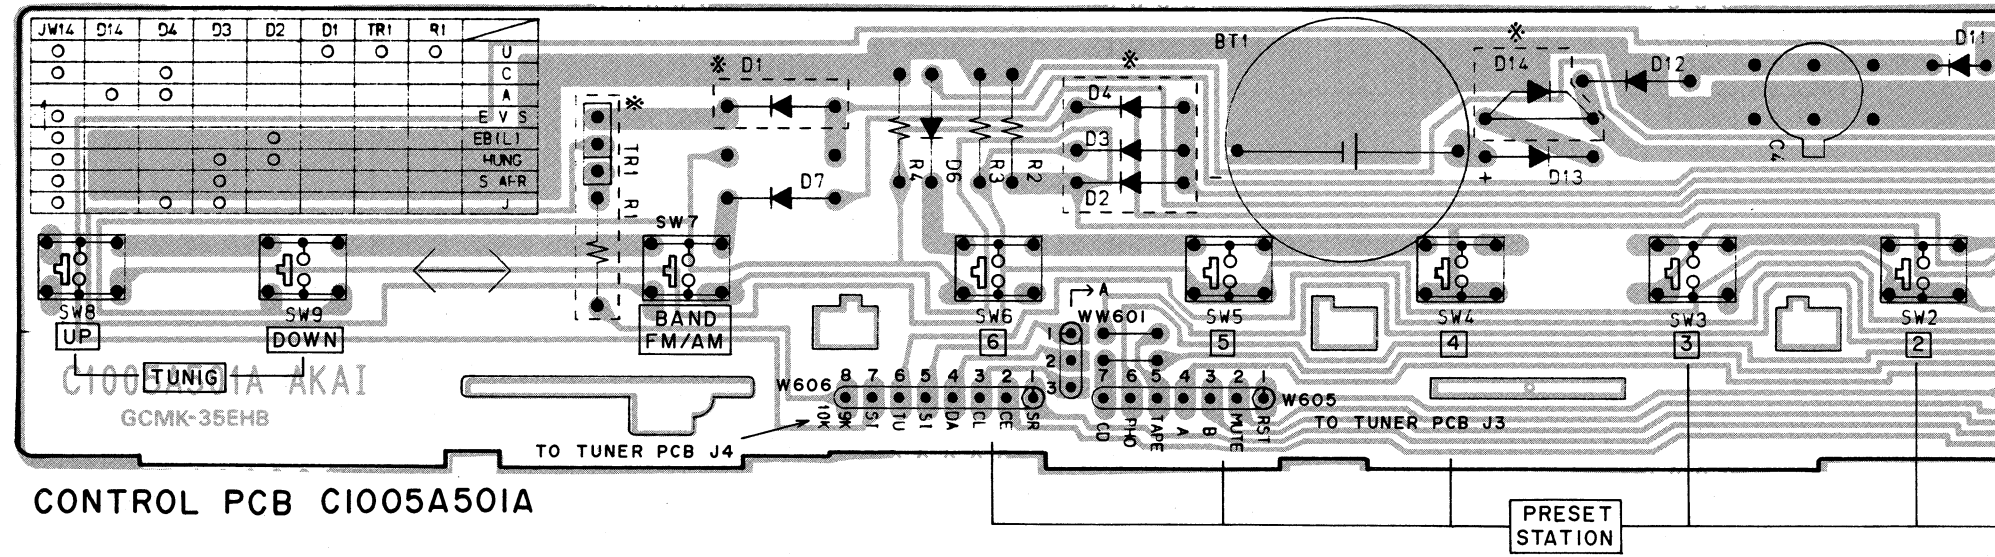 JW14 D14 D4 D3 D2 D1 TR1 R1
U
C
A
E V S
EB(L)
HUNG
S AFR
J
D1
D7
TR1
R1
R4
D6
R3
R2
D4
D3
D2
BT1
D14
D12
D13
D11
C4
+
−
SW8
UP
SW9
DOWN
TUNIG
SW7
BAND
FM/AM
SW6
6
SW5
5
SW4
4
SW3
3
SW2
2
A
WW601
1
2
3
C1005A501A AKAI
GCMK-35EHB
W606
8 7 6 5 4 3 2 1
7 6 5 4 3 2 1
W605
10K 9K S1 TU S1 DA CL CE SR
CD PHO TAPE A B MUTE RST
TO TUNER PCB J4
TO TUNER PCB J3
CONTROL PCB C1005A501A
PRESET
STATION